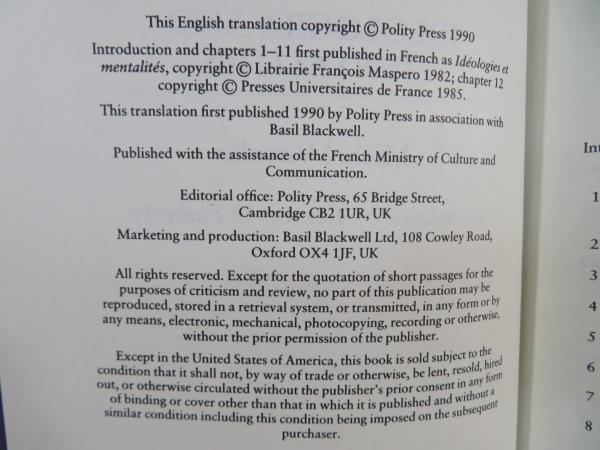 This English translation copyright © Polity Press 1990
Introduction and chapters 1–11 first published in French as Idéologies et
mentalités, copyright © Librairie François Maspero 1982; chapter 12
copyright © Presses Universitaires de France 1985.
This translation first published 1990 by Polity Press in association with
Basil Blackwell.
Published with the assistance of the French Ministry of Culture and
Communication.
Editorial office: Polity Press, 65 Bridge Street,
Cambridge CB2 1UR, UK
Marketing and production: Basil Blackwell Ltd, 108 Cowley Road,
Oxford OX4 1JF, UK
All rights reserved. Except for the quotation of short passages for the
purposes of criticism and review, no part of this publication may be
reproduced, stored in a retrieval system, or transmitted, in any form or by
any means, electronic, mechanical, photocopying, recording or otherwise,
without the prior permission of the publisher.
Except in the United States of America, this book is sold subject to the
condition that it shall not, by way of trade or otherwise, be lent, resold, hired
out, or otherwise circulated without the publisher's prior consent in any form
of binding or cover other than that in which it is published and without a
similar condition including this condition being imposed on the subsequent
purchaser.
1
2
3
4
5
6
7
8